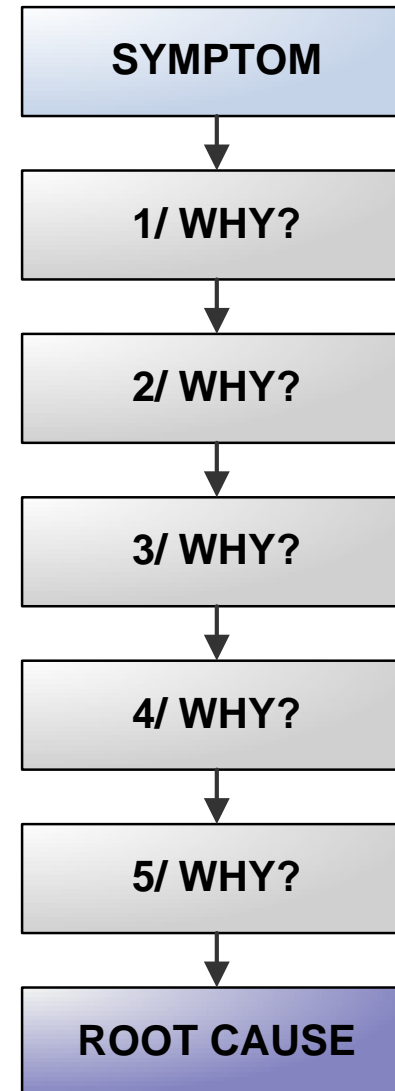 SYMPTOM
1/ WHY?
2/ WHY?
3/ WHY?
4/ WHY?
5/ WHY?
ROOT CAUSE